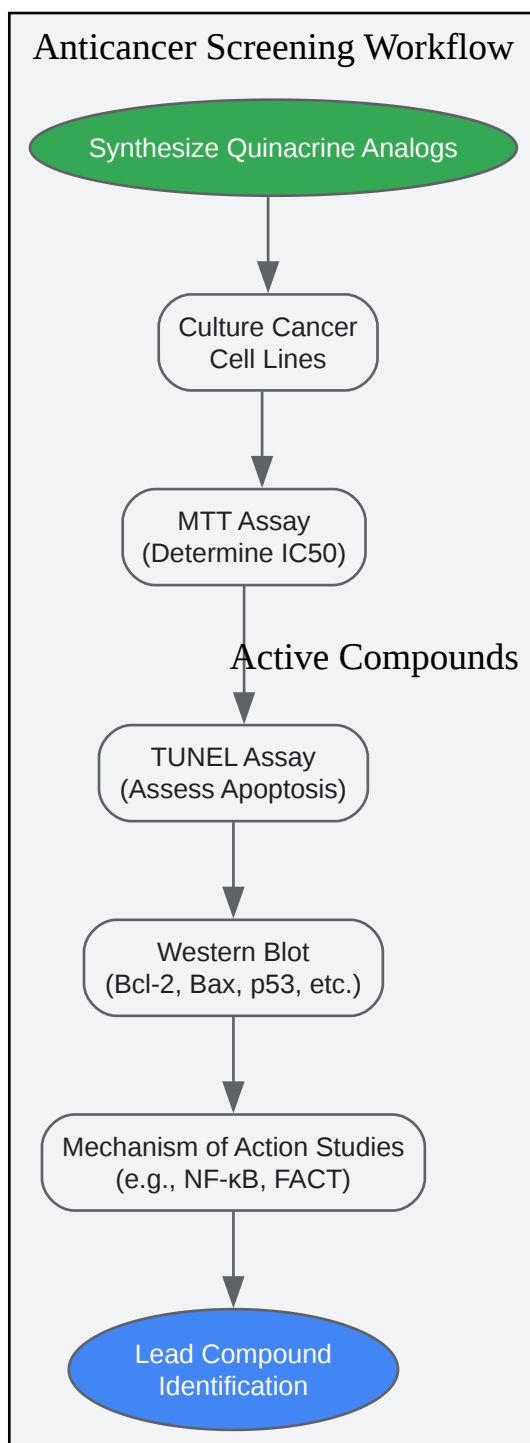 Anticancer Screening Workflow
Synthesize Quinacrine Analogs
Culture Cancer
Cell Lines
MTT Assay
(Determine IC50)
Active Compounds
TUNEL Assay
(Assess Apoptosis)
Western Blot
(Bcl-2, Bax, p53, etc.)
Mechanism of Action Studies
(e.g., NF-κB, FACT)
Lead Compound
Identification